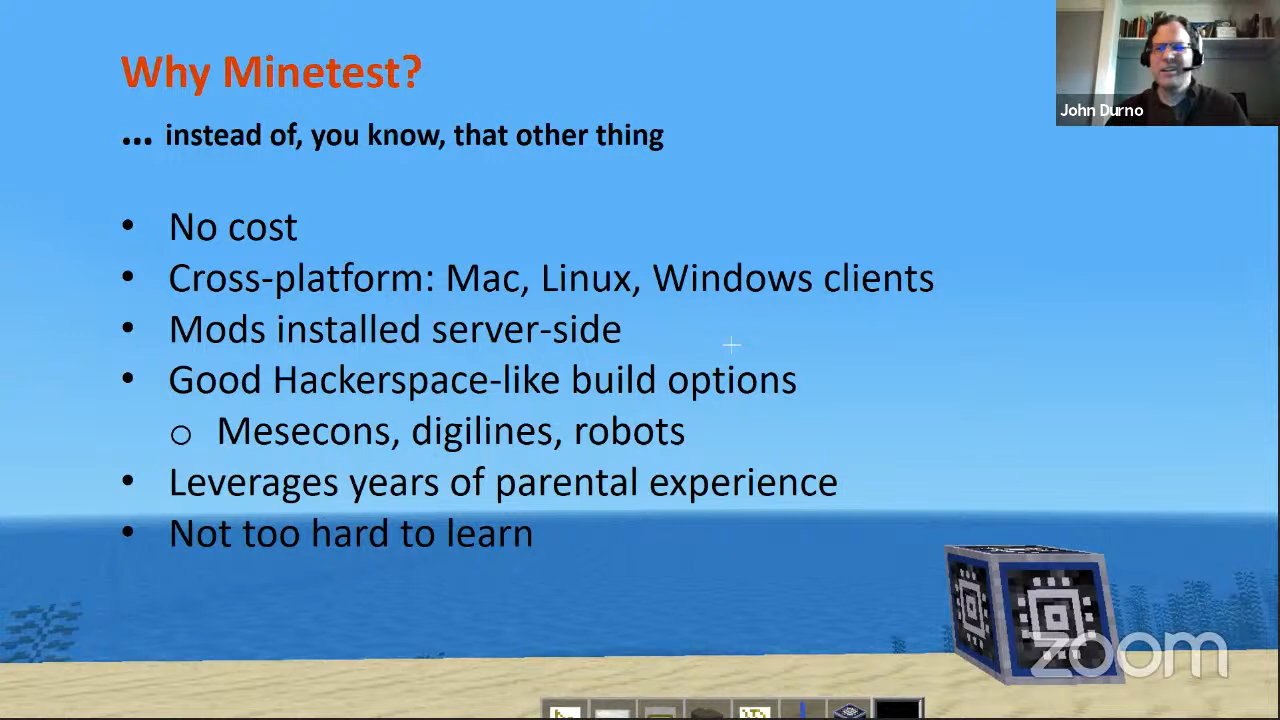 Why Minetest?
... instead of, you know, that other thing
• No cost
• Cross-platform: Mac, Linux, Windows clients
• Mods installed server-side
• Good Hackerspace-like build options
o Mesecons, digilines, robots
• Leverages years of parental experience
• Not too hard to learn
John Durno
zoom